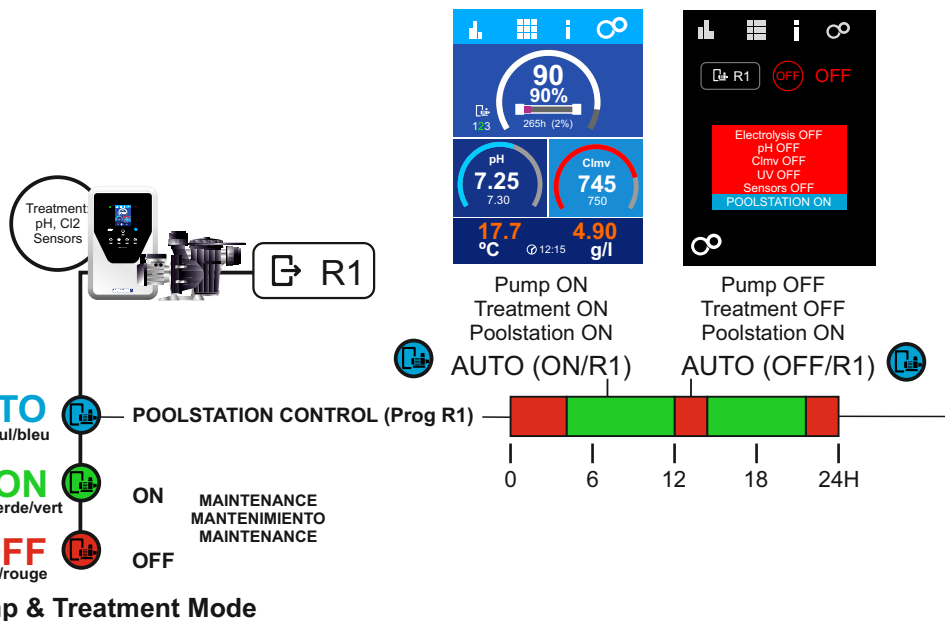 90
90%
265h (2%)
123
pH
7.25
7.30
Clmv
745
750
17.7
ºC
12:15
4.90
g/l
R1
OFF
OFF
Electrolysis OFF
pH OFF
Clmv OFF
UV OFF
Sensors OFF
POOLSTATION ON
Treatment:
pH, Cl2
Sensors
R1
Pump ON
Treatment ON
Poolstation ON
Pump OFF
Treatment OFF
Poolstation ON
AUTO (ON/R1)
AUTO (OFF/R1)
TO
ul/bleu
POOLSTATION CONTROL (Prog R1)
0 6 12 18 24H
ON
erde/vert
ON
MAINTENANCE
MANTENIMIENTO
MAINTENANCE
FF
/rouge
OFF
p & Treatment Mode